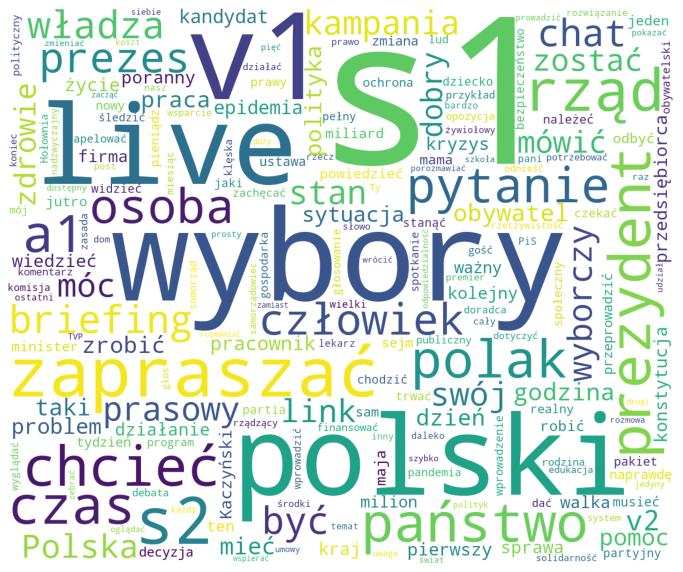 siebie
polityczny
władza
kandydat
kampania
zmieniać
koszt
pięć
prawo
zmiana
lud
prowadzić
rozwiązanie
pokazać
prezes
v1
s1
chat
jeden
działać
nasz
poranny
życie
zacząć
nowy
prawy
ochrona
dziecko
przykład
bardzo
bezpieczeństwo
zostać
obywatelski
zdrowie
Hołownia
nadzwyczajny
śledzić
praca
epidemia
polityka
dobry
rząd
koniec
apelować
wsparcie
pieniądz
pełny
opozycja
żywiołowy
należeć
live
firma
post
klęska
duży
ustawa
miliard
kryzys
mówić
odbyć
przedsiębiorca
dostępny
widzieć
miesiąc
rzecz
powiedzieć
mama
szkoła
pani
potrzebować
mój
jutro
zachęcać
jaki
stan
Ty
porozmawiać
odnieść
raz
prezydent
osoba
pytanie
czekać
a1
zasada
dom
prosty
sytuacja
słowo
stanąć
obywatel
rzeczywistość
wiedzieć
komentarz
wybory
wrócić
spotkanie
odpowiedzialność
gość
PiS
wyborczy
udział
komisja
ostatni
móc
samorząd
samorządowiec
gospodarka
głosowanie
ważny
premier
kolejny
społeczny
przeprowadzić
konstytucja
zamiast
wielki
doradca
cały
briefing
człowiek
minister
TVP
zrobić
rozmawiać
pracownik
lekarz
sejm
publiczny
dotyczyć
zapraszać
głos
chodzić
polak
drugi
rozmowa
trwać
swój
godzina
taki
prasowy
link
sam
partia
rządzący
finansować
dzień
realny
robić
problem
działanie
wyglądać
tydzień
program
Kaczyński
wprowadzić
inny
daleko
szybko
pandemia
maja
polski
wprowadzenie
rodzina
edukacja
pakiet
naprawdę
jedyny
chcieć
zebrać
debata
środki
milion
dać
walka
musieć
czas
s2
każdy
ten
być
temat
polityk
państwo
system
v2
oglądać
decyzja
Polska
mieć
umowy
wspierać
kraj
uwaga
świat
pierwszy
sprawa
solidarność
pomoc
partyjny